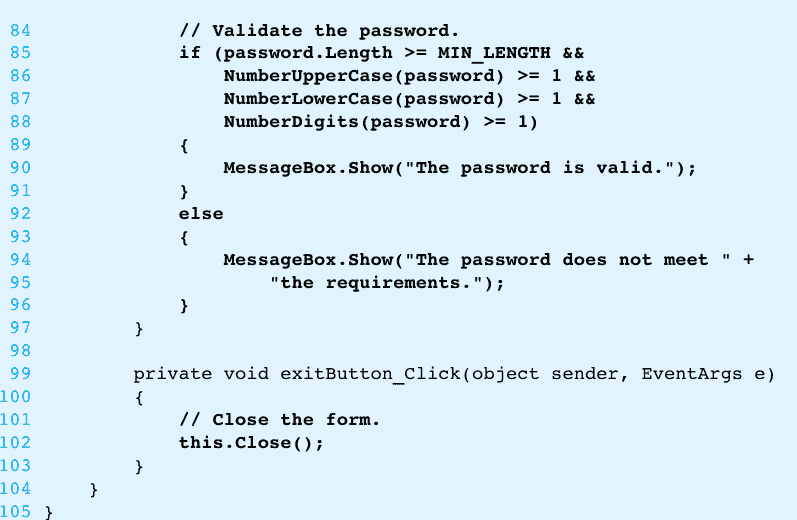 84 // Validate the password.
85 if (password.Length >= MIN_LENGTH &&
86 NumberUpperCase(password) >= 1 &&
87 NumberLowerCase(password) >= 1 &&
88 NumberDigits(password) >= 1)
89 {
90 MessageBox.Show("The password is valid.");
91 }
92 else
93 {
94 MessageBox.Show("The password does not meet " +
95 "the requirements.");
96 }
97 }
98
99 private void exitButton_Click(object sender, EventArgs e)
100 {
101 // Close the form.
102 this.Close();
103 }
104 }
105 }